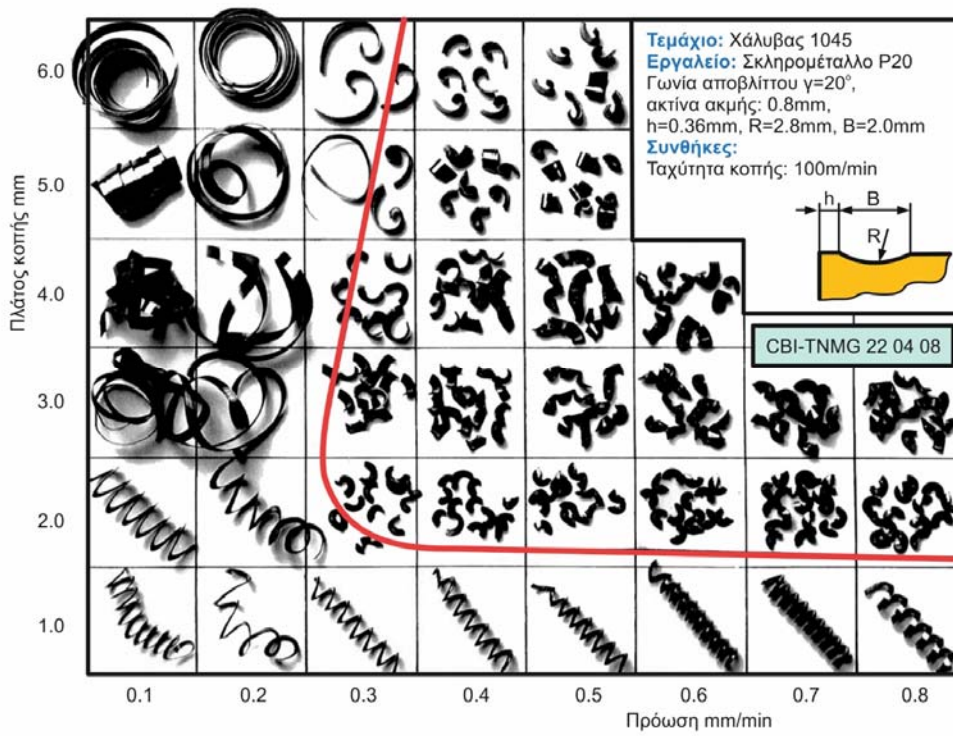 Τεμάχιο: Χάλυβας 1045
Εργαλείο: Σκληρομέταλλο P20
Γωνία αποβλίττου γ=20°,
ακτίνα ακμής: 0.8mm,
h=0.36mm, R=2.8mm, B=2.0mm
Συνθήκες:
Ταχύτητα κοπής: 100m/min
h B
R
CBI-TNMG 22 04 08
Πλάτος κοπής mm
6.0
5.0
4.0
3.0
2.0
1.0
0.1 0.2 0.3 0.4 0.5 0.6 0.7 0.8
Πρόωση mm/min